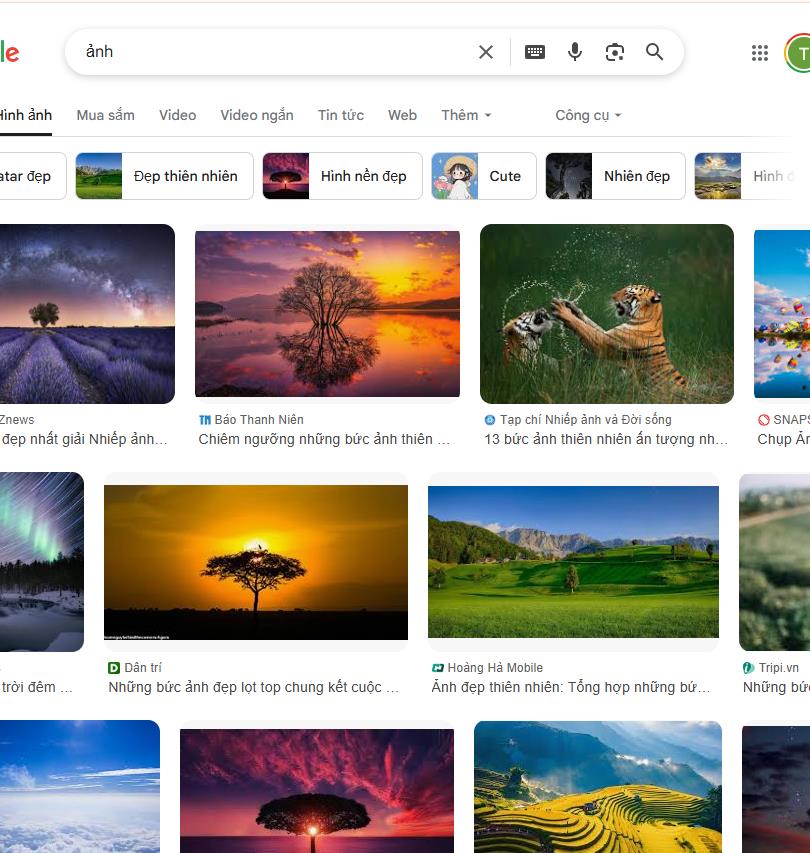 le
ảnh
T
Hình ảnh
Mua sắm
Video
Video ngắn
Tin tức
Web
Thêm
Công cụ
atar đẹp
Đẹp thiên nhiên
Hình nền đẹp
Cute
Nhiên đẹp
Hình
Znews
đẹp nhất giải Nhiếp ảnh...
Báo Thanh Niên
Chiêm ngưỡng những bức ảnh thiên ...
Tạp chí Nhiếp ảnh và Đời sống
13 bức ảnh thiên nhiên ấn tượng nh...
SNAPS
Chụp Ản
trời đêm ...
D Dân trí
Những bức ảnh đẹp lọt top chung kết cuộc ...
Hoàng Hà Mobile
Ảnh đẹp thiên nhiên: Tổng hợp những bứ...
Tripi.vn
Những bứ